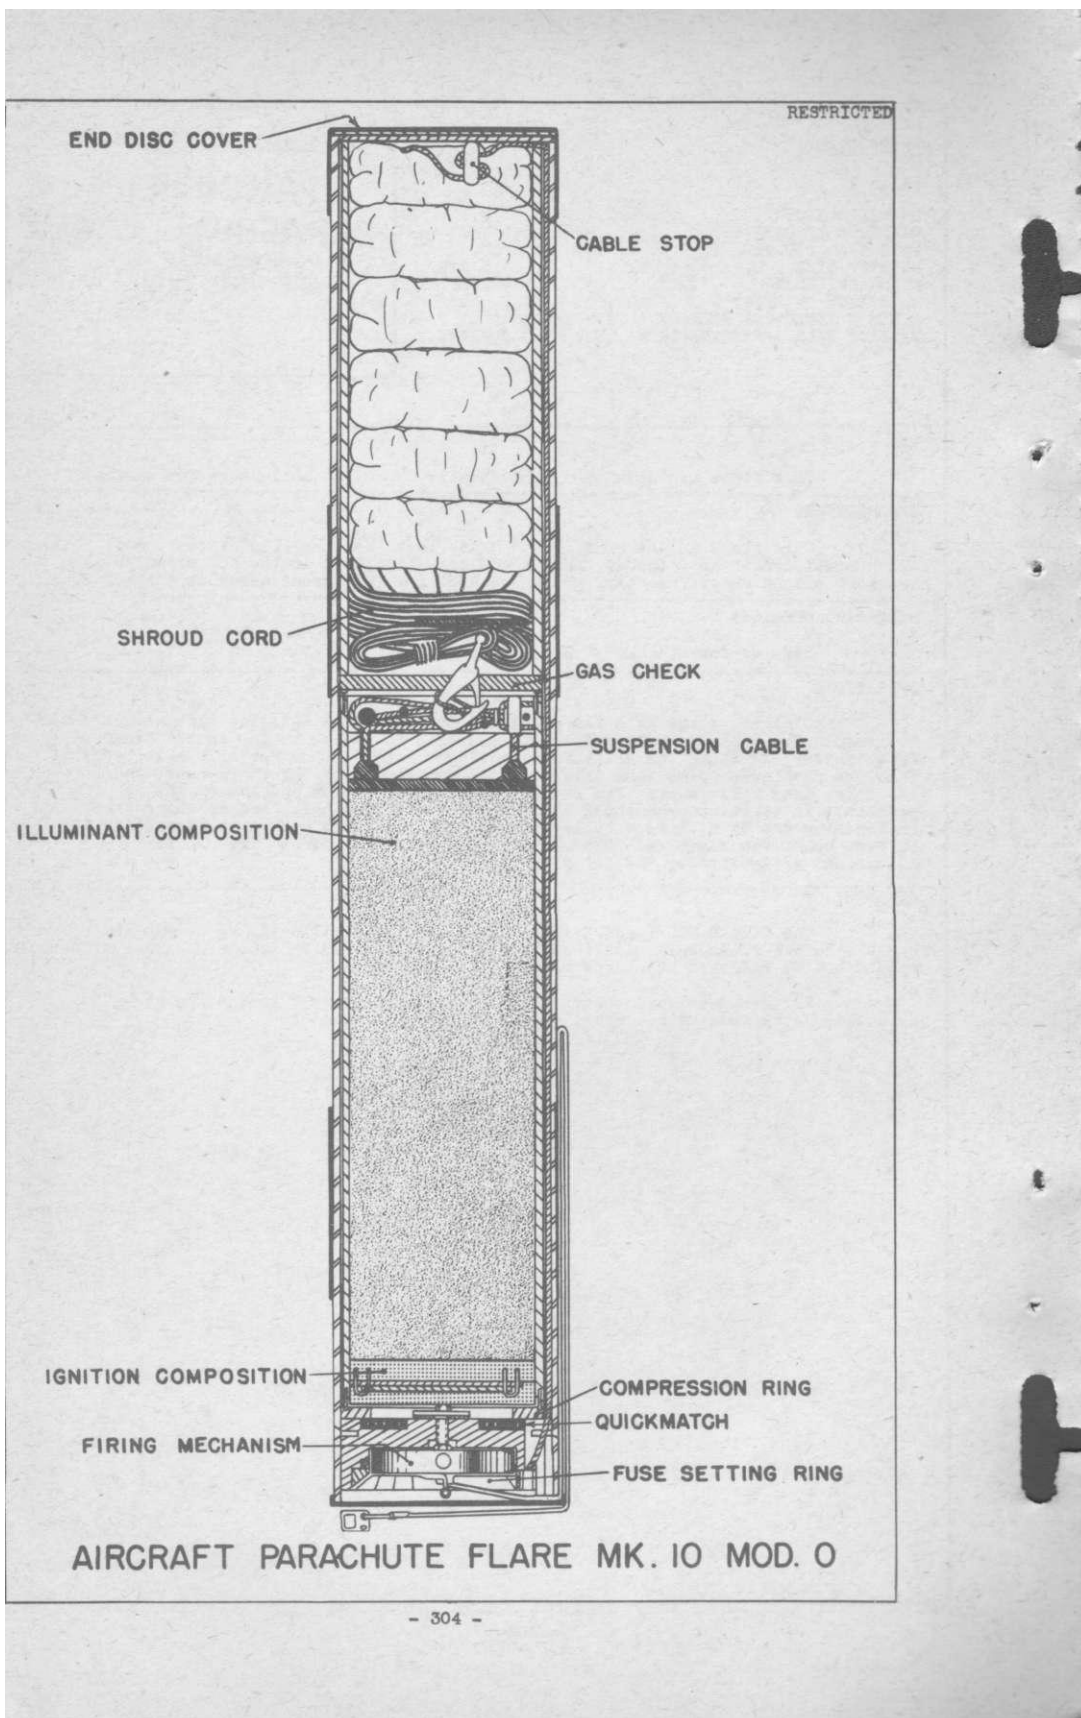 RESTRICTED
END DISC COVER
CABLE STOP
SHROUD CORD
GAS CHECK
SUSPENSION CABLE
ILLUMINANT COMPOSITION
IGNITION COMPOSITION
COMPRESSION RING
QUICKMATCH
FIRING MECHANISM
FUSE SETTING RING
AIRCRAFT PARACHUTE FLARE MK. 10 MOD. 0
- 304 -